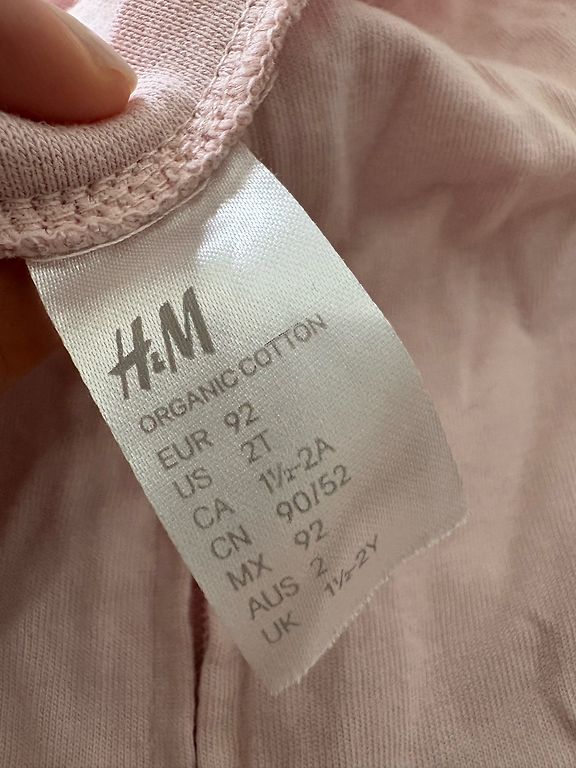 H&M
ORGANIC COTTON
EUR 92
US 2T
CA 1½-2A
CN 90/52
MX 92
AUS 2
UK 1½-2Y